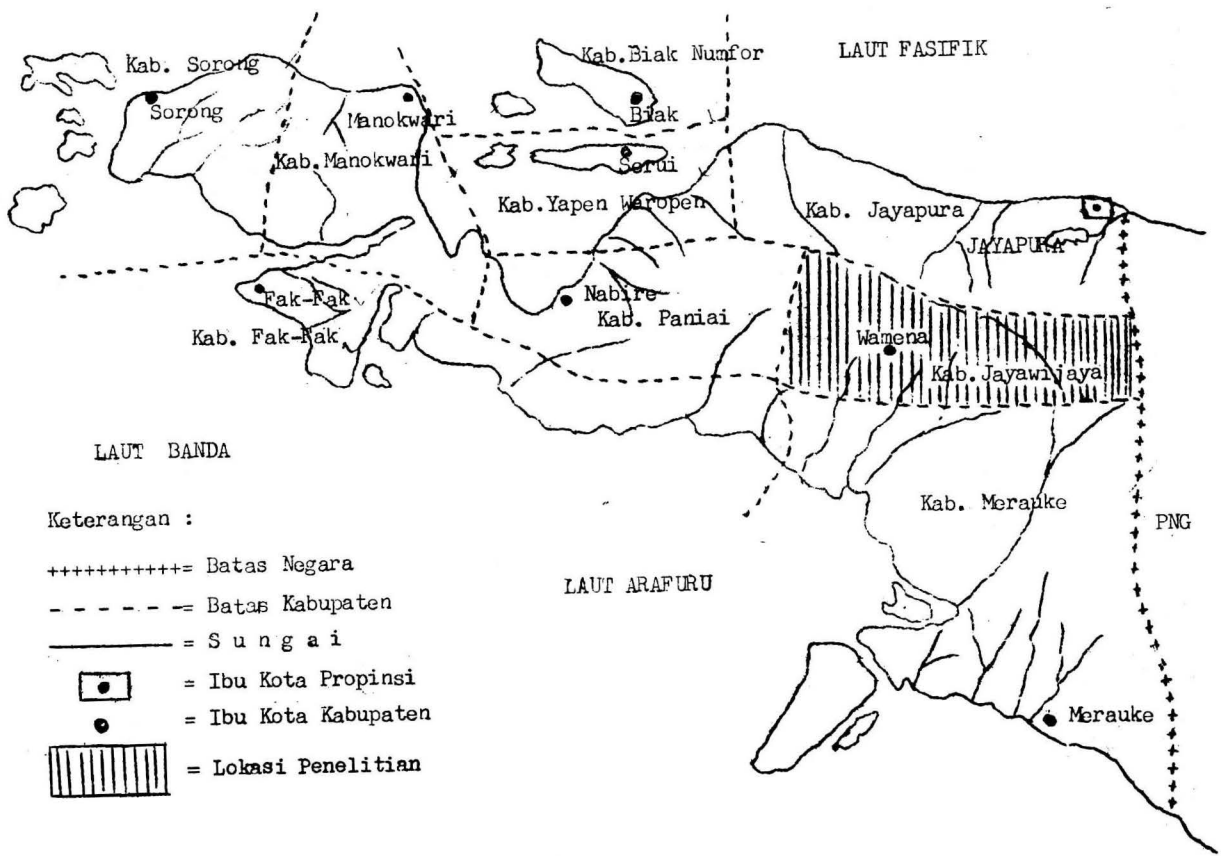 LAUT FASIFIK
Kab. Sorong
Kab.Biak Numfor
Sorong
Manokwari
Biak
Kab.Manokwari
Serui
Kab.Yapen Waropen
Kab. Jayapura
JAYAPURA
Fak-Fak
Nabire
Kab. Fak-Fak
Kab. Paniai
Wamena
Kab.Jayawijaya
LAUT BANDA
Kab. Merauke
PNG
LAUT ARAFURU
Merauke
Keterangan :
+++++++++++= Batas Negara
- - - - - -= Batas Kabupaten
= S u n g a i
= Ibu Kota Propinsi
= Ibu Kota Kabupaten
= Lokasi Penelitian